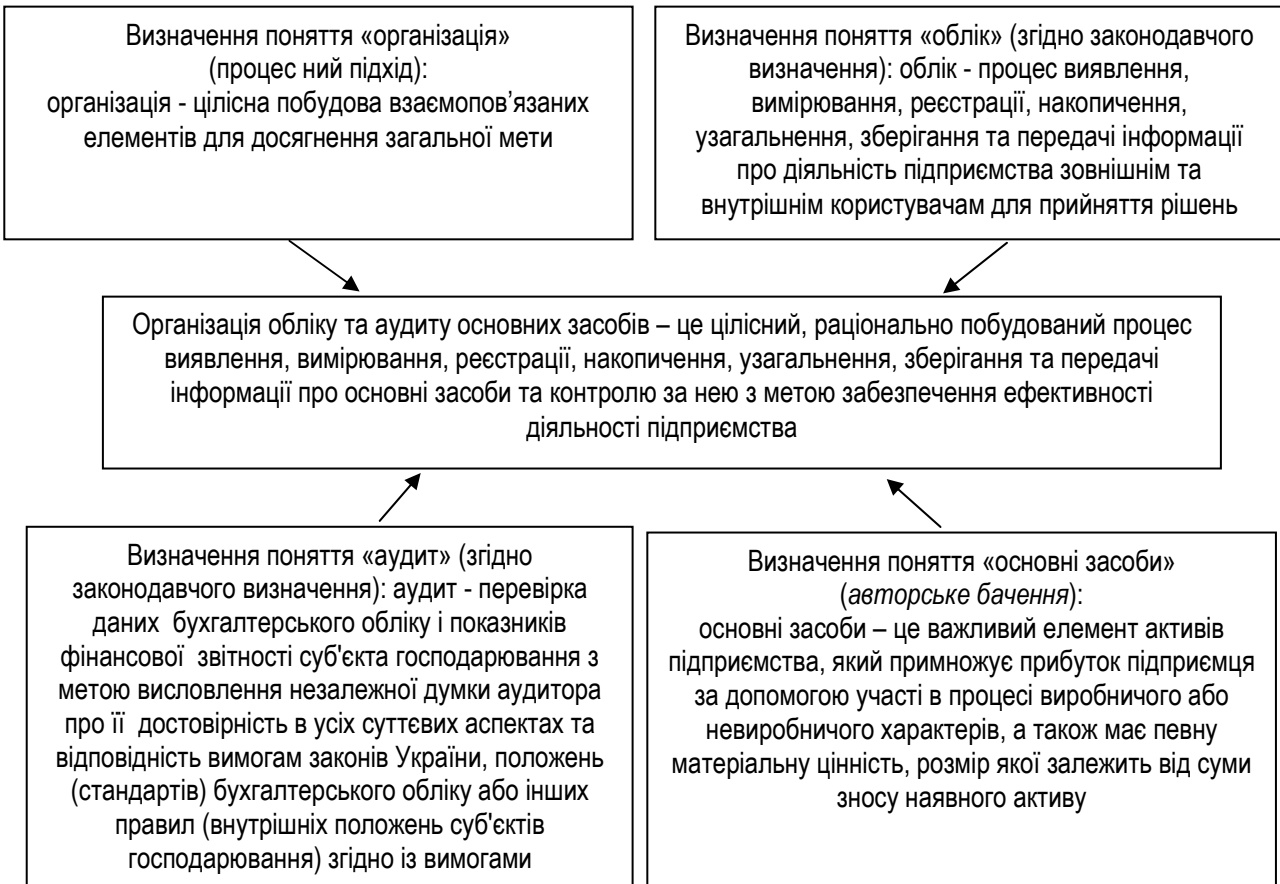 Визначення поняття «організація»
(процес ний підхід):
організація - цілісна побудова взаємопов’язаних
елементів для досягнення загальної мети
Визначення поняття «облік» (згідно законодавчого
визначення): облік - процес виявлення,
вимірювання, реєстрації, накопичення,
узагальнення, зберігання та передачі інформації
про діяльність підприємства зовнішнім та
внутрішнім користувачам для прийняття рішень
Організація обліку та аудиту основних засобів – це цілісний, раціонально побудований процес
виявлення, вимірювання, реєстрації, накопичення, узагальнення, зберігання та передачі
інформації про основні засоби та контролю за нею з метою забезпечення ефективності
діяльності підприємства
Визначення поняття «аудит» (згідно
законодавчого визначення): аудит - перевірка
даних бухгалтерського обліку і показників
фінансової звітності суб'єкта господарювання з
метою висловлення незалежної думки аудитора
про її достовірність в усіх суттєвих аспектах та
відповідність вимогам законів України, положень
(стандартів) бухгалтерського обліку або інших
правил (внутрішніх положень суб'єктів
господарювання) згідно із вимогами
Визначення поняття «основні засоби»
(авторське бачення):
основні засоби – це важливий елемент активів
підприємства, який примножує прибуток підприємця
за допомогою участі в процесі виробничого або
невиробничого характерів, а також має певну
матеріальну цінність, розмір якої залежить від суми
зносу наявного активу